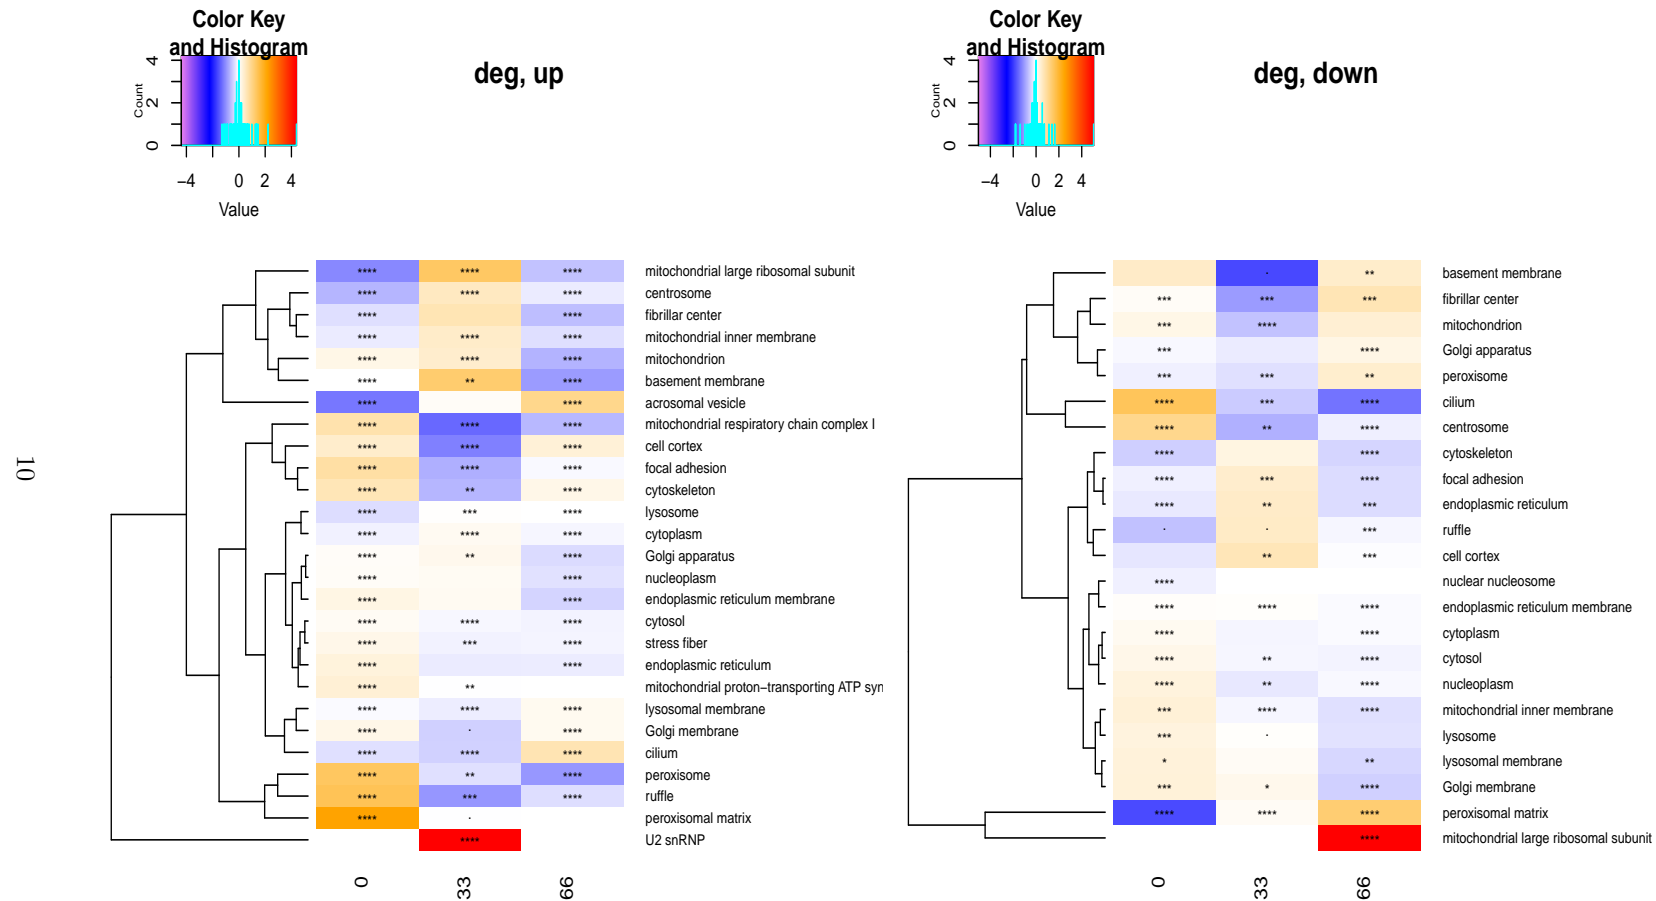 Color Key
and Histogram
Count
0 2 4
−4 0 2 4
Value
deg, up
**** **** **** mitochondrial large ribosomal subunit
**** **** **** centrosome
**** **** fibrillar center
**** **** **** mitochondrial inner membrane
**** **** **** mitochondrion
**** ** **** basement membrane
**** **** acrosomal vesicle
**** **** **** mitochondrial respiratory chain complex I
**** **** **** cell cortex
**** **** **** focal adhesion
**** ** **** cytoskeleton
**** *** **** lysosome
**** **** **** cytoplasm
**** ** **** Golgi apparatus
**** **** nucleoplasm
**** **** endoplasmic reticulum membrane
**** **** **** cytosol
**** *** **** stress fiber
**** **** endoplasmic reticulum
**** ** mitochondrial proton−transporting ATP syn
**** **** **** lysosomal membrane
**** . **** Golgi membrane
**** **** **** cilium
**** ** **** peroxisome
**** *** **** ruffle
**** . peroxisomal matrix
**** U2 snRNP
0 33 66
Color Key
and Histogram
Count
0 2 4
−4 0 2 4
Value
deg, down
. ** basement membrane
*** *** *** fibrillar center
*** **** mitochondrion
*** **** Golgi apparatus
*** *** ** peroxisome
**** *** **** cilium
**** ** **** centrosome
**** **** cytoskeleton
**** *** **** focal adhesion
**** ** *** endoplasmic reticulum
. . *** ruffle
** *** cell cortex
**** nuclear nucleosome
**** **** **** endoplasmic reticulum membrane
**** **** cytoplasm
**** ** **** cytosol
**** ** **** nucleoplasm
*** **** **** mitochondrial inner membrane
*** . lysosome
* ** lysosomal membrane
*** * **** Golgi membrane
**** **** **** peroxisomal matrix
**** mitochondrial large ribosomal subunit
0 33 66
10